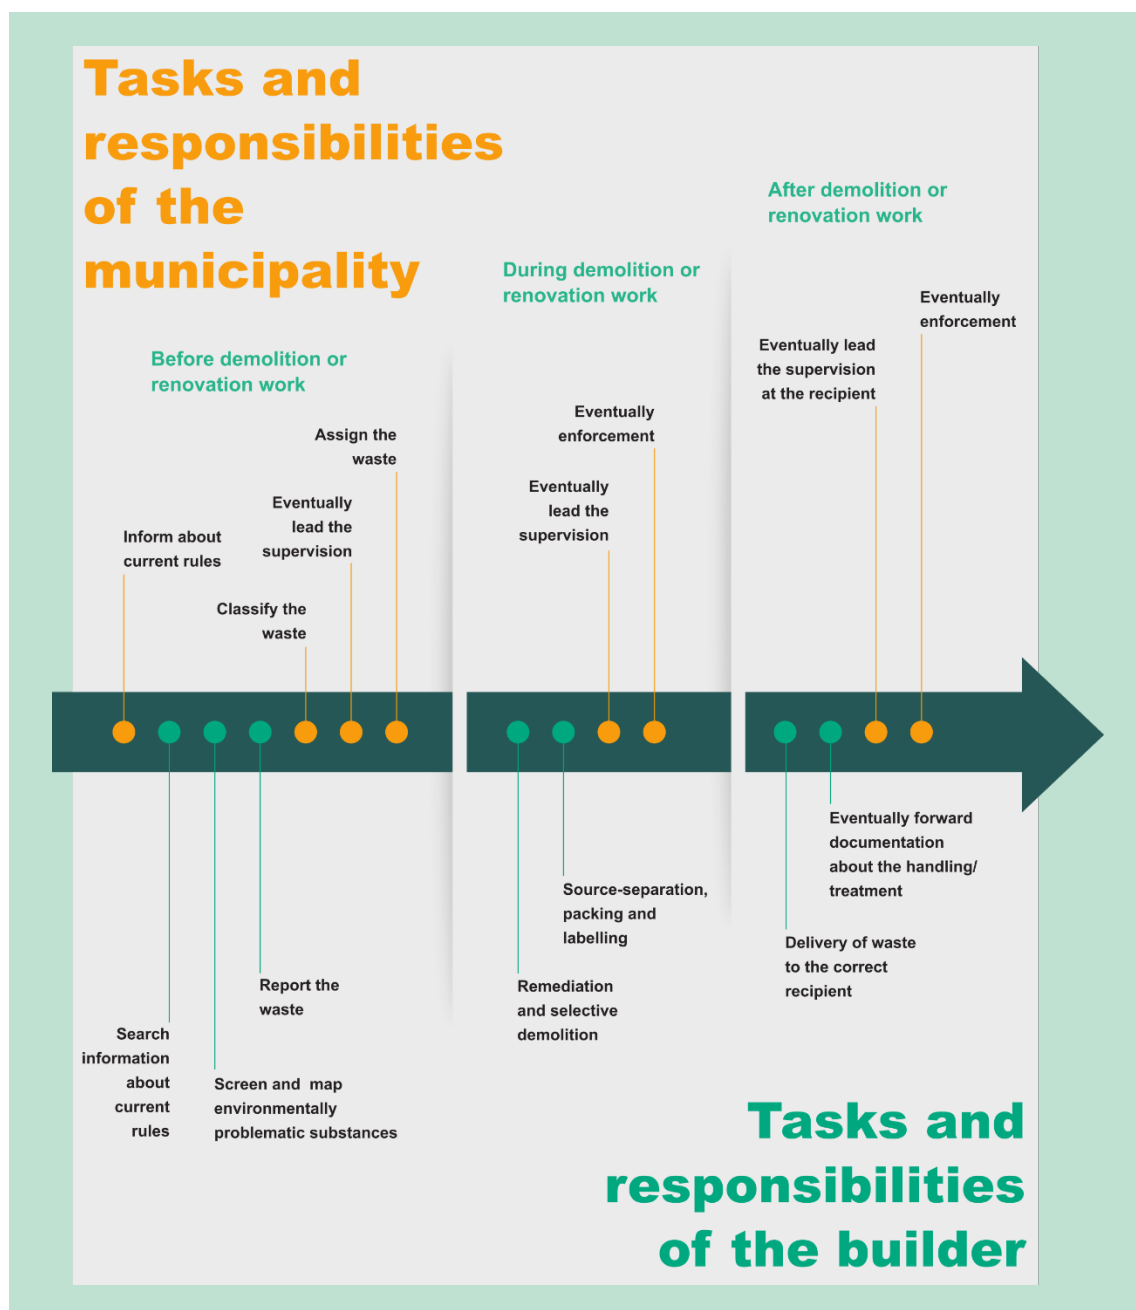 Tasks and
responsibilities
of the
municipality
Before demolition or
renovation work
During demolition or
renovation work
After demolition or
renovation work
Inform about
current rules
Classify the
waste
Eventually
lead the
supervision
Assign the
waste
Eventually
lead the
supervision
Eventually
enforcement
Eventually lead
the supervision
at the recipient
Eventually
enforcement
Search
information
about
current
rules
Screen and  map
environmentally
problematic substances
Report the
waste
Remediation
and selective
demolition
Source-separation,
packing and
labelling
Delivery of waste
to the correct
recipient
Eventually forward
documentation
about the handling/
treatment
Tasks and
responsibilities
of the builder